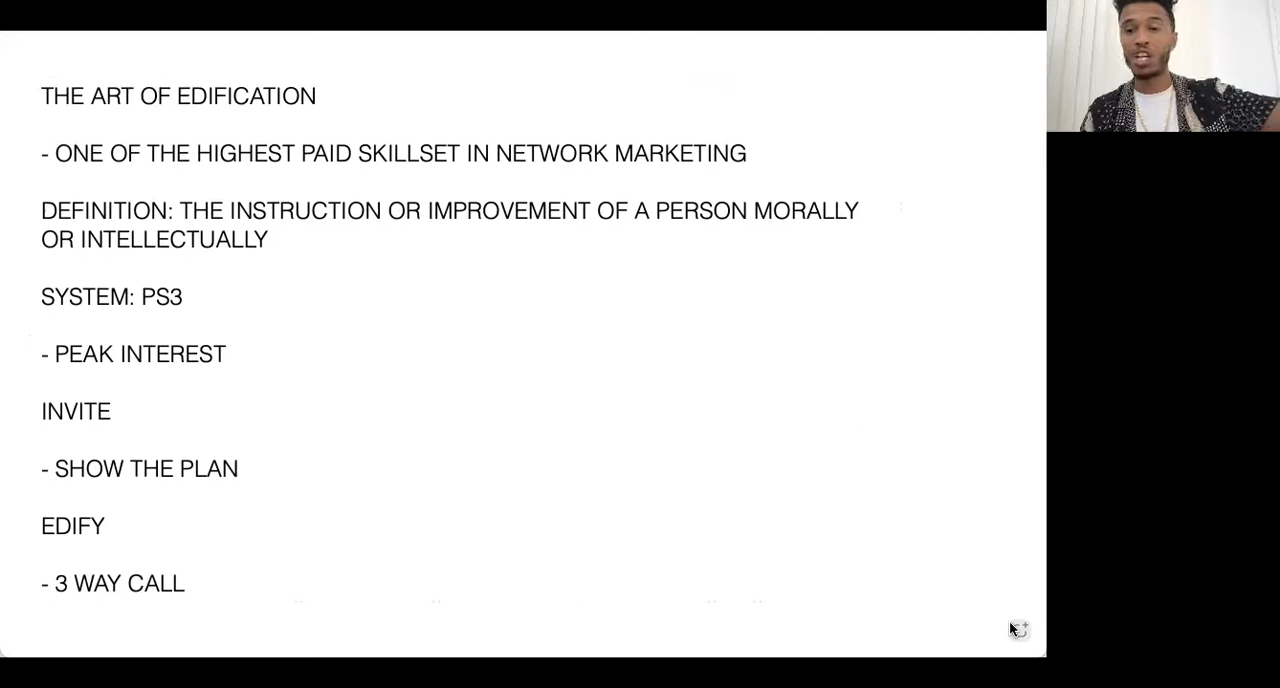 THE ART OF EDIFICATION
- ONE OF THE HIGHEST PAID SKILLSET IN NETWORK MARKETING
DEFINITION: THE INSTRUCTION OR IMPROVEMENT OF A PERSON MORALLY
OR INTELLECTUALLY
SYSTEM: PS3
- PEAK INTEREST
INVITE
- SHOW THE PLAN
EDIFY
- 3 WAY CALL